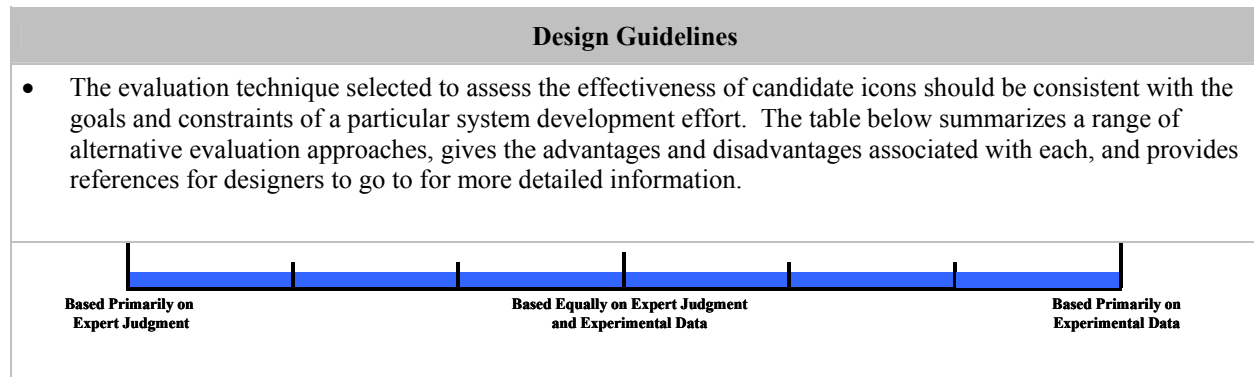 Design Guidelines
• The evaluation technique selected to assess the effectiveness of candidate icons should be consistent with the
goals and constraints of a particular system development effort. The table below summarizes a range of
alternative evaluation approaches, gives the advantages and disadvantages associated with each, and provides
references for designers to go to for more detailed information.
Based Primarily on
Expert Judgment
Based Equally on Expert Judgment
and Experimental Data
Based Primarily on
Experimental Data